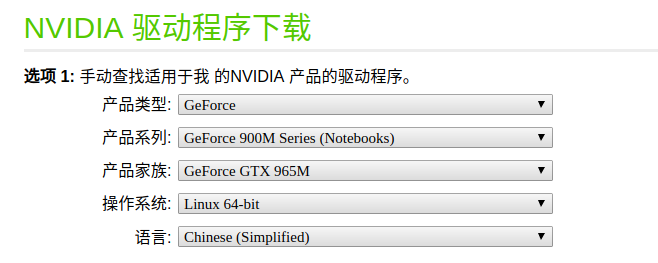 NVIDIA 驱动程序下载
选项 1: 手动查找适用于我 的NVIDIA 产品的驱动程序。
产品类型: GeForce
产品系列: GeForce 900M Series (Notebooks)
产品家族: GeForce GTX 965M
操作系统: Linux 64-bit
语言: Chinese (Simplified)